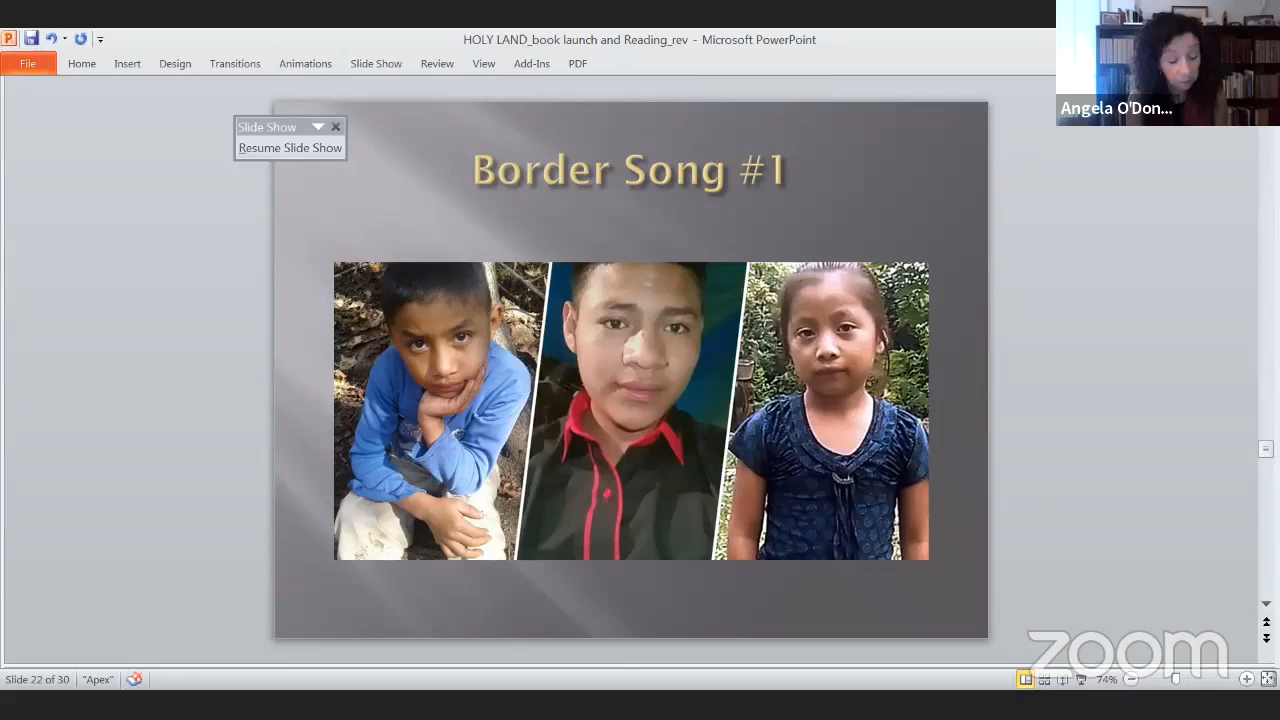 HOLY LAND_book launch and Reading_rev - Microsoft PowerPoint
File Home Insert Design Transitions Animations Slide Show Review View Add-Ins PDF
Angela O'Don...
Slide Show
Resume Slide Show
Border Song #1
zoom
Slide 22 of 30 "Apex" 74%